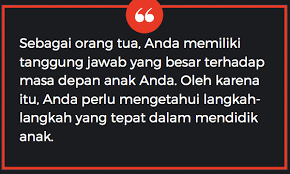 Sebagai orang tua, Anda memiliki
tanggung jawab yang besar terhadap
masa depan anak Anda. Oleh karena
itu, Anda perlu mengetahui langkah-
langkah yang tepat dalam mendidik
anak.